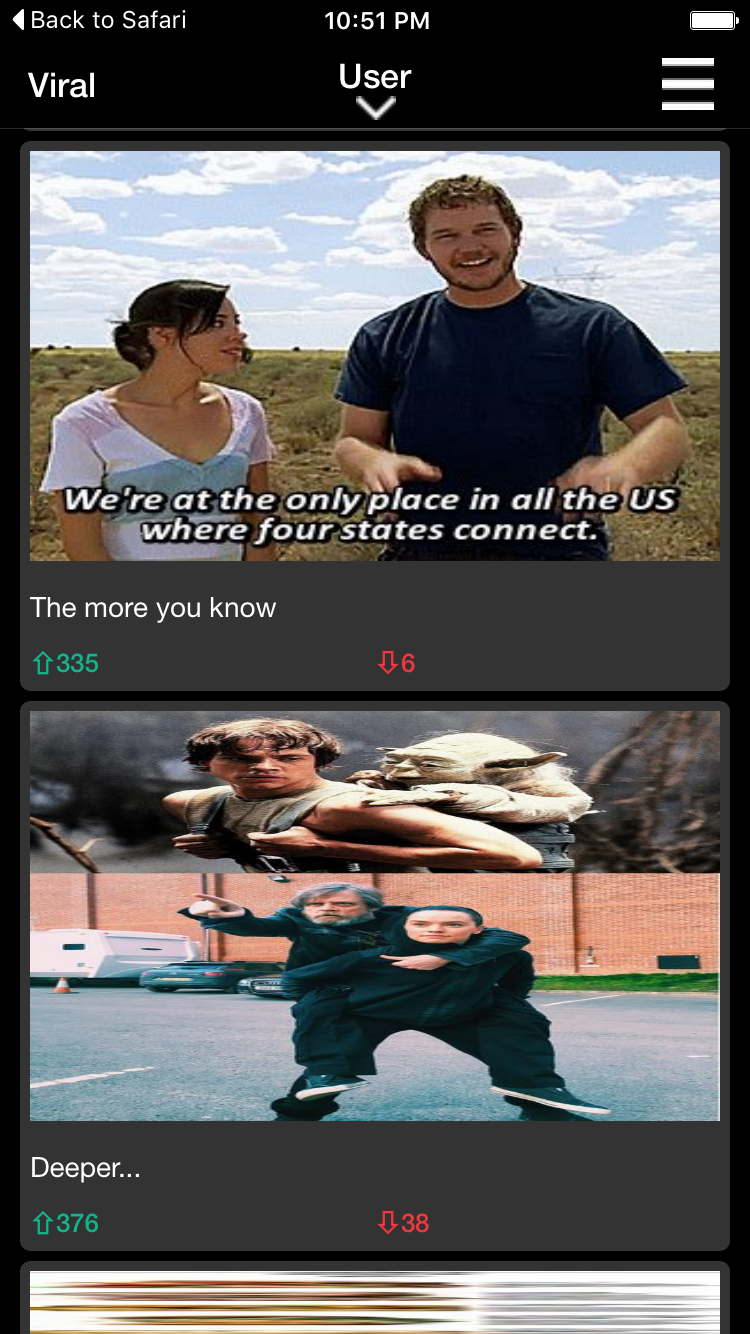 Back to Safari
10:51 PM
Viral
User
We're at the only place in all the US
where four states connect.
The more you know
335
6
Deeper...
376
38